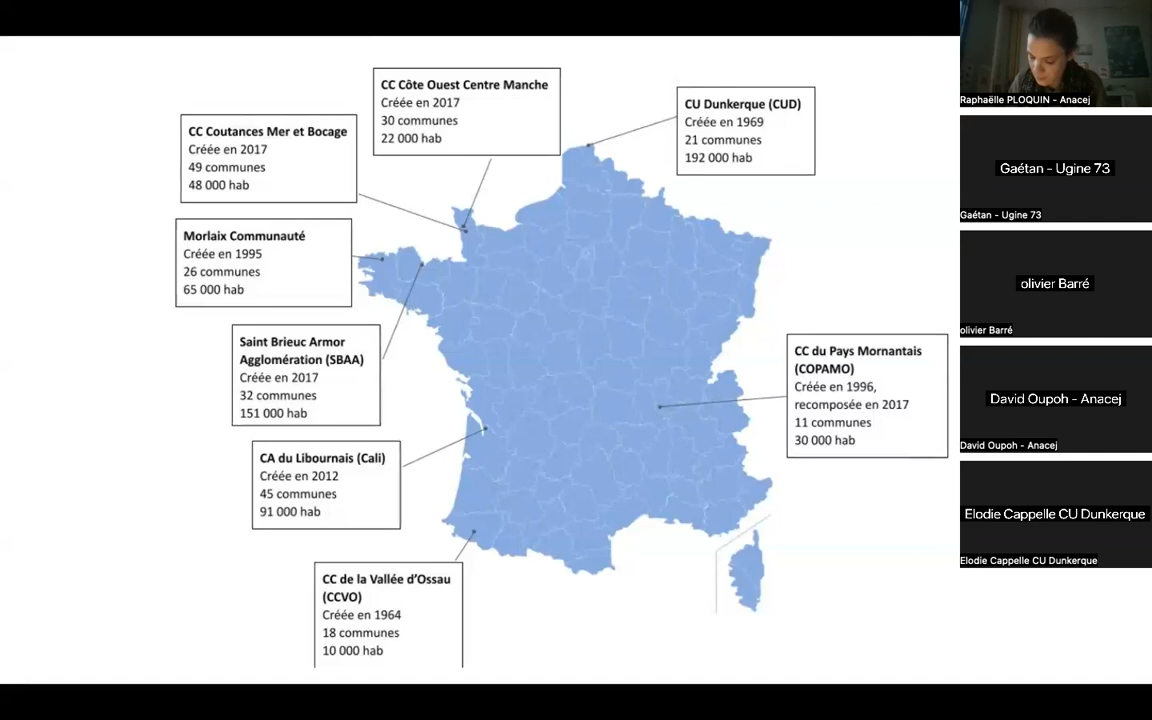 CC Côte Ouest Centre Manche
Créée en 2017
30 communes
22 000 hab
CU Dunkerque (CUD)
Créée en 1969
21 communes
192 000 hab
CC Coutances Mer et Bocage
Créée en 2017
49 communes
48 000 hab
Morlaix Communauté
Créée en 1995
26 communes
65 000 hab
Saint Brieuc Armor
Agglomération (SBAA)
Créée en 2017
32 communes
151 000 hab
CC du Pays Mornantais
(COPAMO)
Créée en 1996,
recomposée en 2017
11 communes
30 000 hab
CA du Libournais (Cali)
Créée en 2012
45 communes
91 000 hab
CC de la Vallée d'Ossau
(CCVO)
Créée en 1964
18 communes
10 000 hab
Raphaëlle PLOQUIN - Anacej
Gaétan - Ugine 73
Gaétan - Ugine 73
olivier Barré
olivier Barré
David Oupoh - Anacej
David Oupoh - Anacej
Elodie Cappelle CU Dunkerque
Elodie Cappelle CU Dunkerque